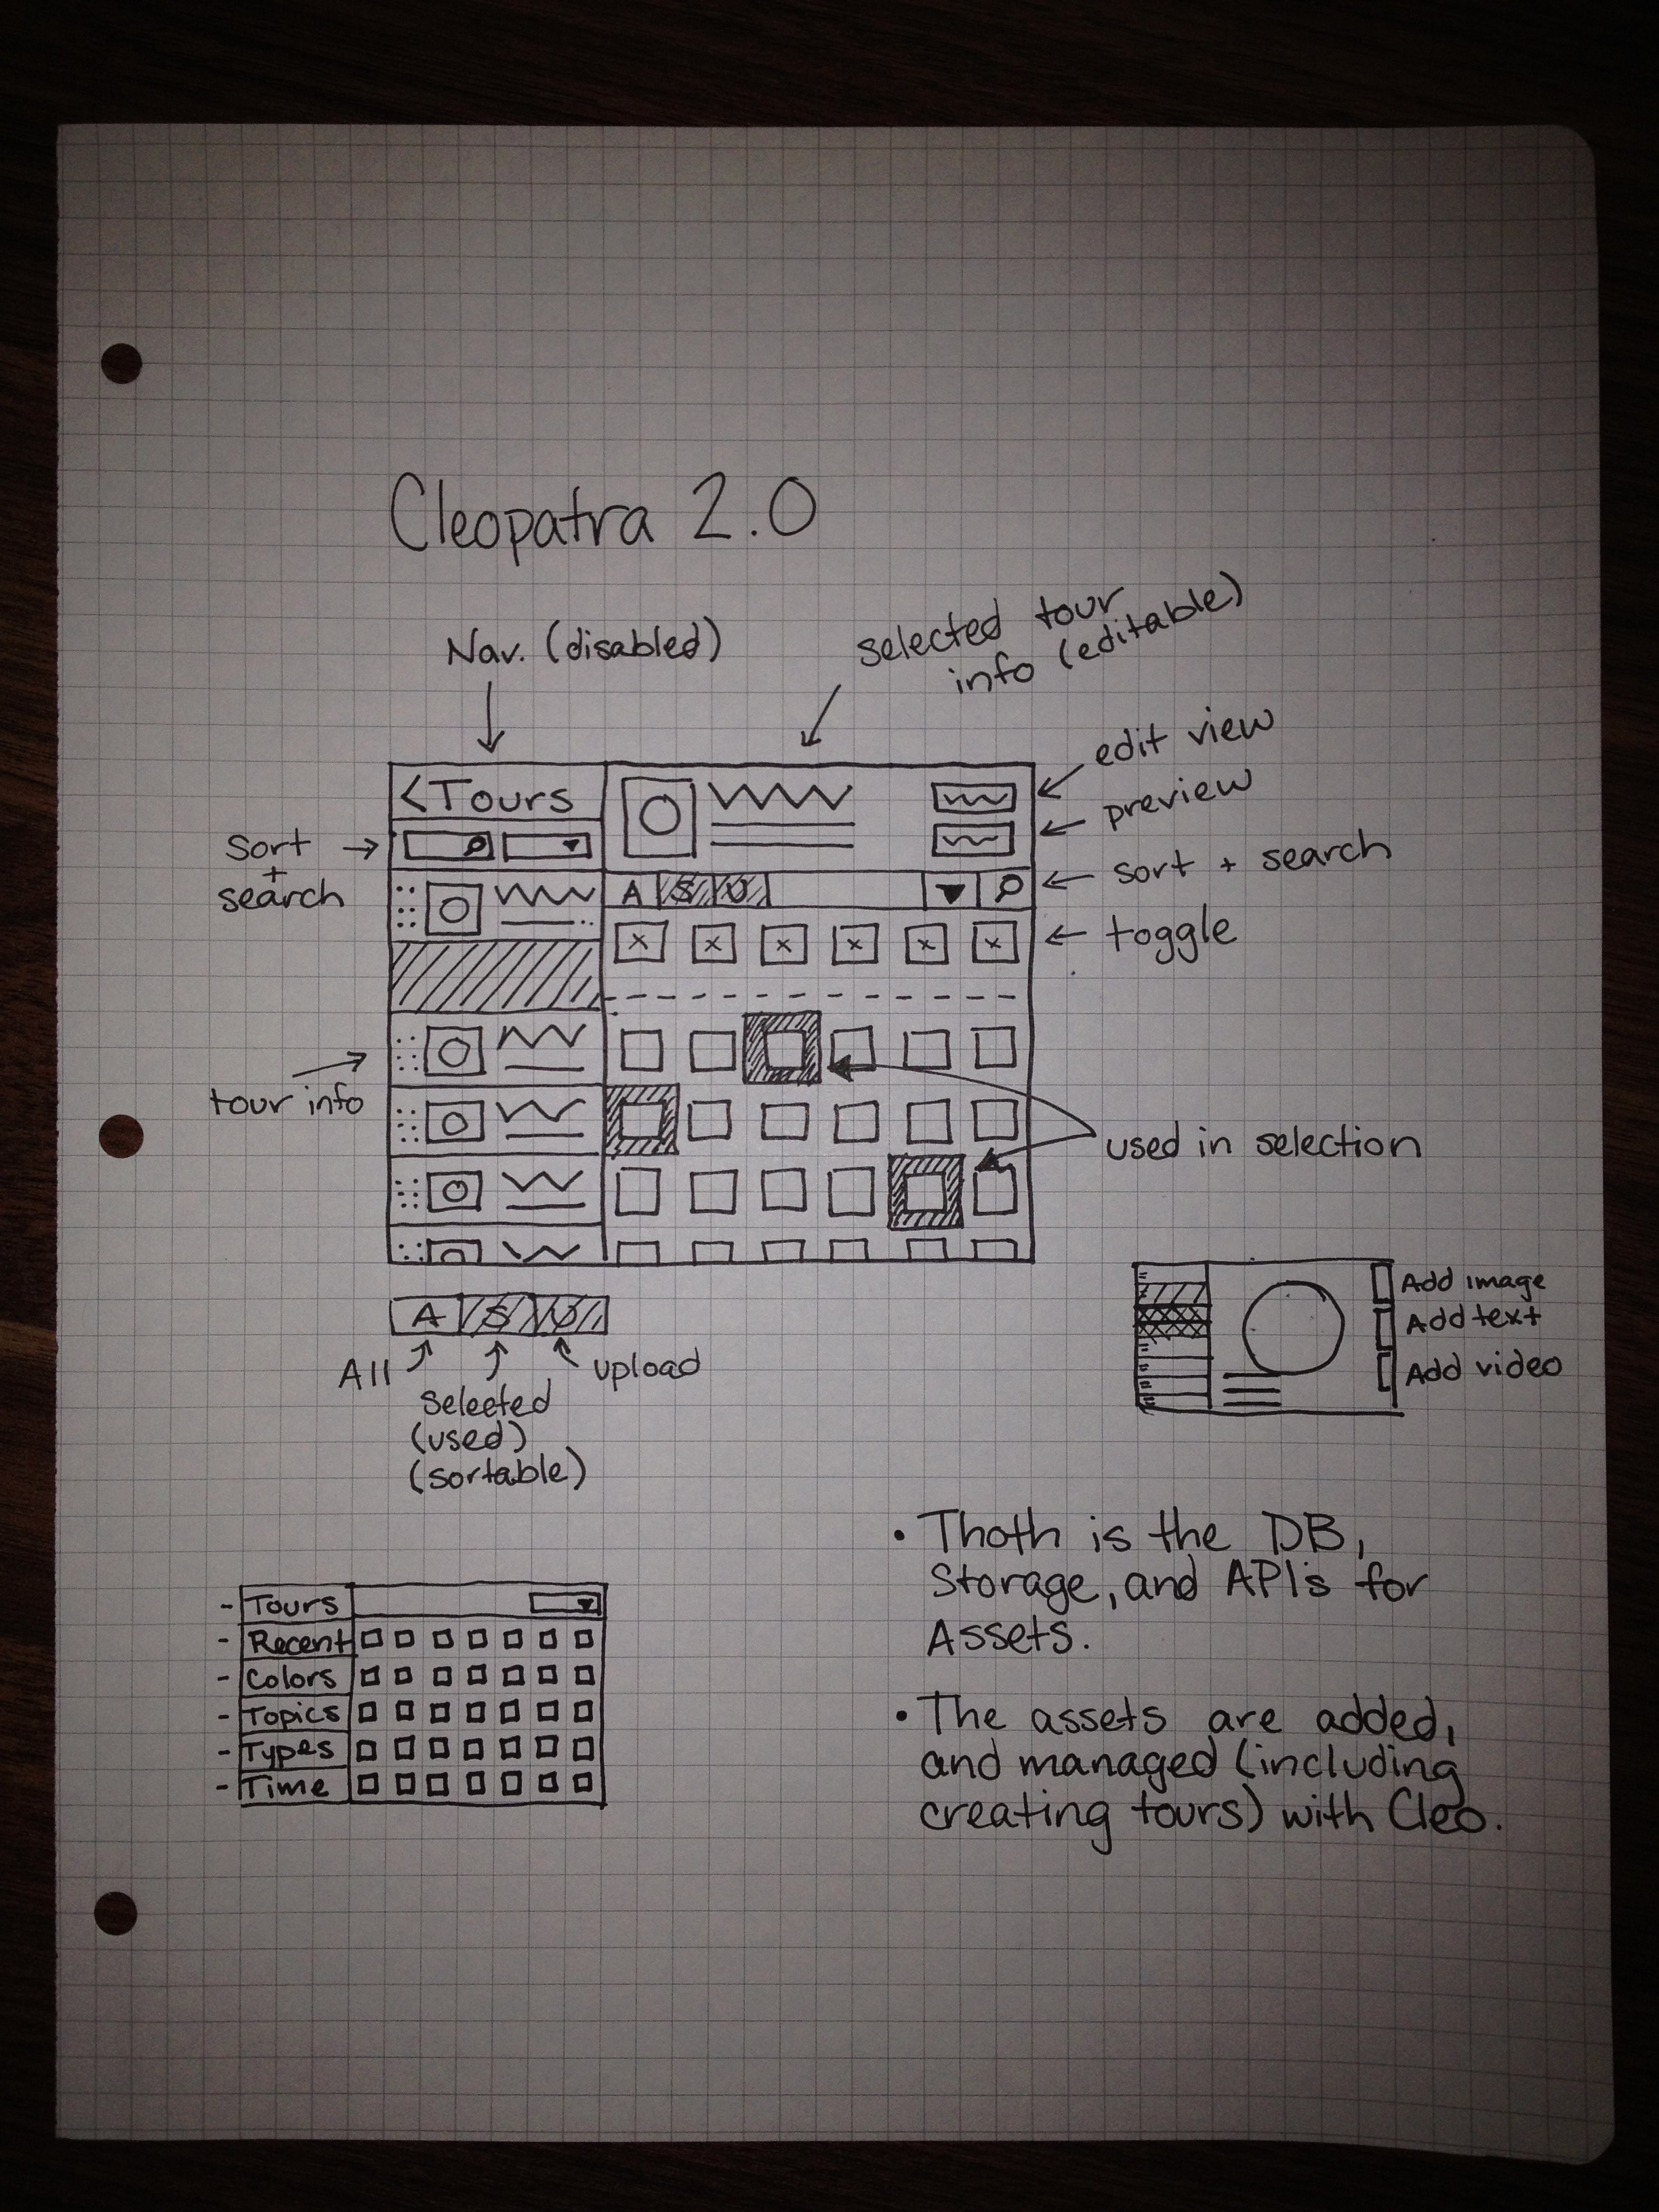 Cleopatra 2.0
Nav. (disabled)
selected tour
info (editable)
edit view
preview
<Tours
sort
+
search
sort + search
A S U
toggle
tour info
used in selection
A S U
All
Selected
(used)
(sortable)
upload
Add image
Add text
Add video
• Thoth is the DB,
Storage, and APIs for
Assets.
• The assets are added,
and managed (including
creating tours) with Cleo.
- Tours
- Recent
- Colors
- Topics
- Types
- Time